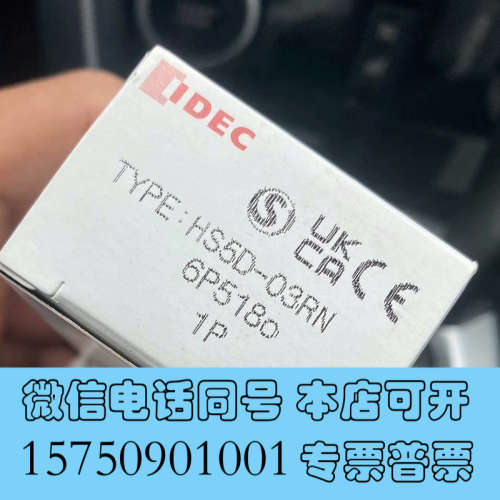 IDEC
TYPE:HS5D-03RN
6P518o
1P
S
UK
CA CE
微信电话同号 本店可开
15750901001 专票普票